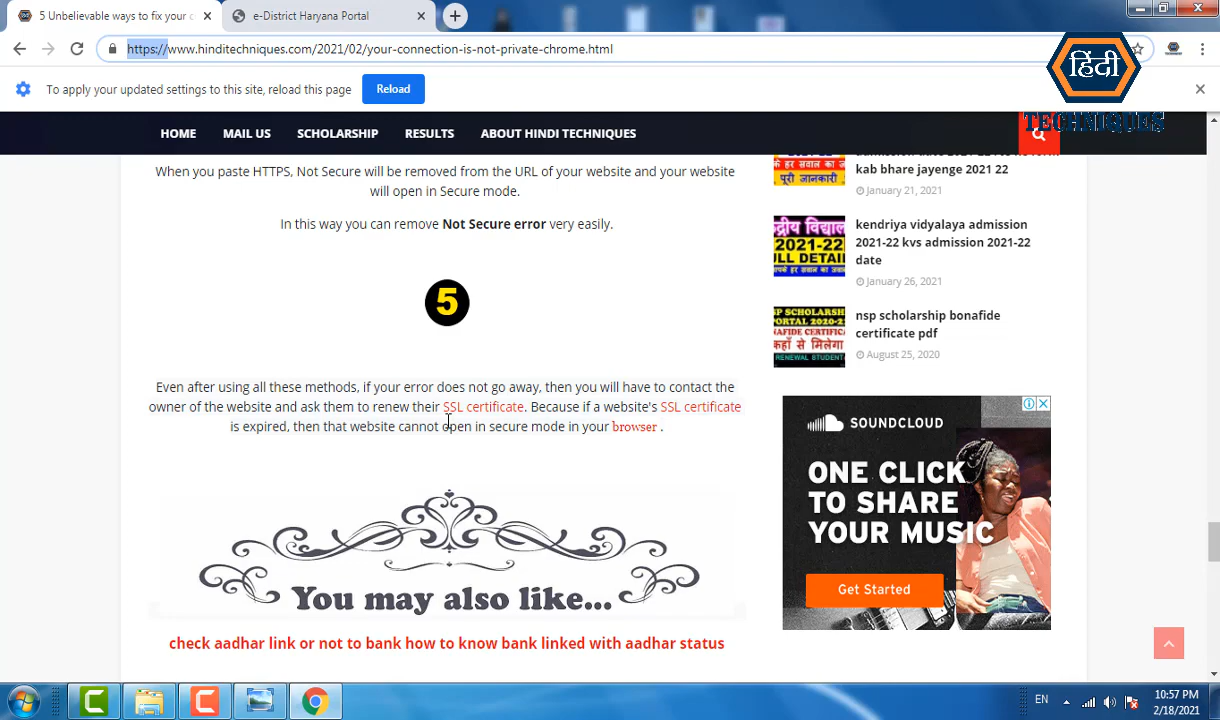 5 Unbelievable ways to fix your c
e-District Haryana Portal
https://www.hinditechniques.com/2021/02/your-connection-is-not-private-chrome.html
To apply your updated settings to this site, reload this page
Reload
हिंदी
TECHNIQUES
HOME
MAIL US
SCHOLARSHIP
RESULTS
ABOUT HINDI TECHNIQUES
When you paste HTTPS, Not Secure will be removed from the URL of your website and your website
will open in Secure mode.
In this way you can remove Not Secure error very easily.
5
Even after using all these methods, if your error does not go away, then you will have to contact the
owner of the website and ask them to renew their SSL certificate. Because if a website's SSL certificate
is expired, then that website cannot open in secure mode in your browser .
You may also like...
check aadhar link or not to bank how to know bank linked with aadhar status
kab bhare jayenge 2021 22
January 21, 2021
के हर सवाल का
पूरी जानकारी
kendriya vidyalaya admission
2021-22 kvs admission 2021-22
date
January 26, 2021
2021-22
ULL DETAI
nsp scholarship bonafide
certificate pdf
August 25, 2020
SP SCHOLARSH
ORTAL 2020-2
NAFIDE CERTIFICA
कहाँ से मिलेगा
RENEWAL STUDENT
SOUNDCLOUD
ONE CLICK
TO SHARE
YOUR MUSIC
Get Started
EN
10:57 PM
2/18/2021